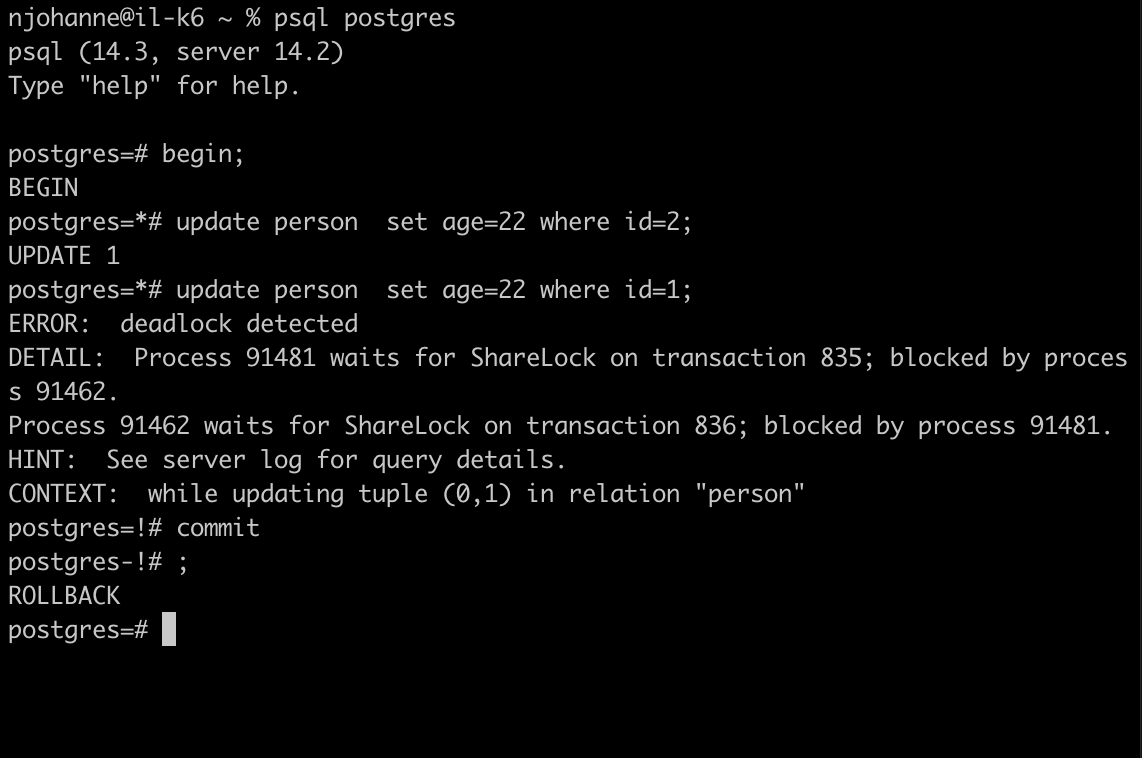 njohanne@il-k6 ~ % psql postgres
psql (14.3, server 14.2)
Type "help" for help.
postgres=# begin;
BEGIN
postgres=*# update person  set age=22 where id=2;
UPDATE 1
postgres=*# update person  set age=22 where id=1;
ERROR:  deadlock detected
DETAIL:  Process 91481 waits for ShareLock on transaction 835; blocked by proces
s 91462.
Process 91462 waits for ShareLock on transaction 836; blocked by process 91481.
HINT:  See server log for query details.
CONTEXT:  while updating tuple (0,1) in relation "person"
postgres=!# commit
postgres-!# ;
ROLLBACK
postgres=#